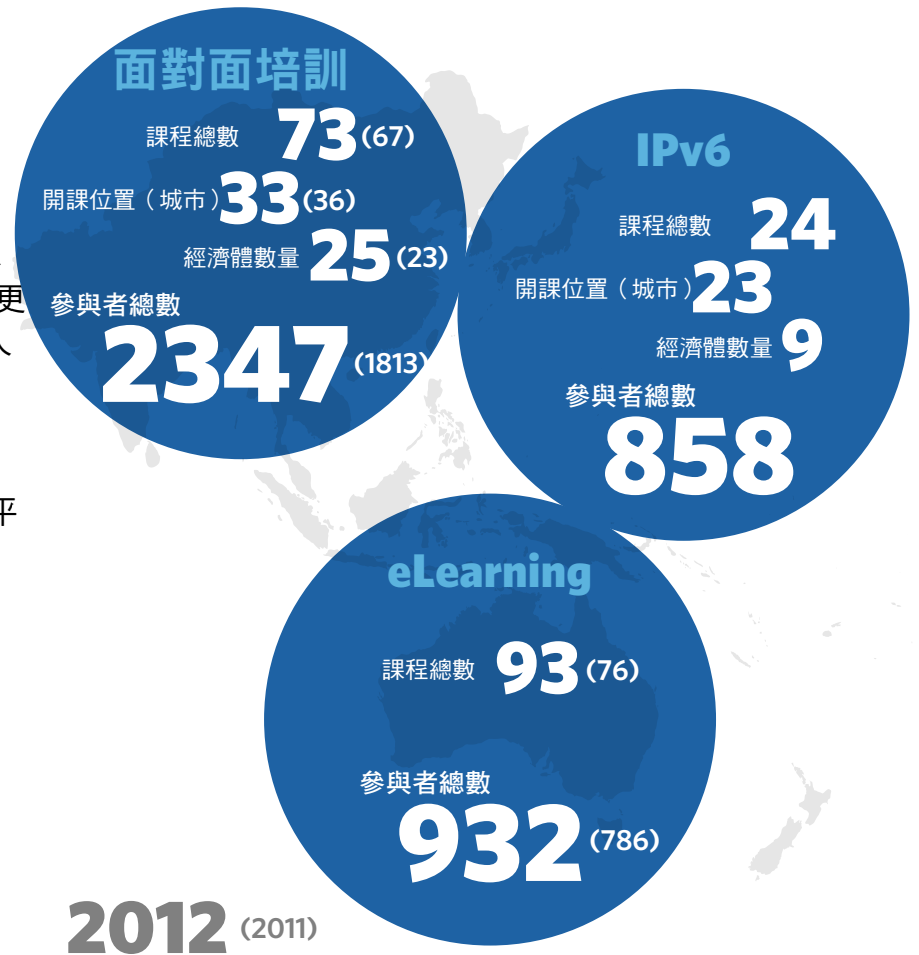 面對面培訓
課程總數 73 (67)
開課位置（城市） 33 (36)
經濟體數量 25 (23)
參與者總數
2347 (1813)
更
人
平
IPv6
課程總數 24
開課位置（城市） 23
經濟體數量 9
參與者總數
858
eLearning
課程總數 93 (76)
參與者總數
932 (786)
2012 (2011)